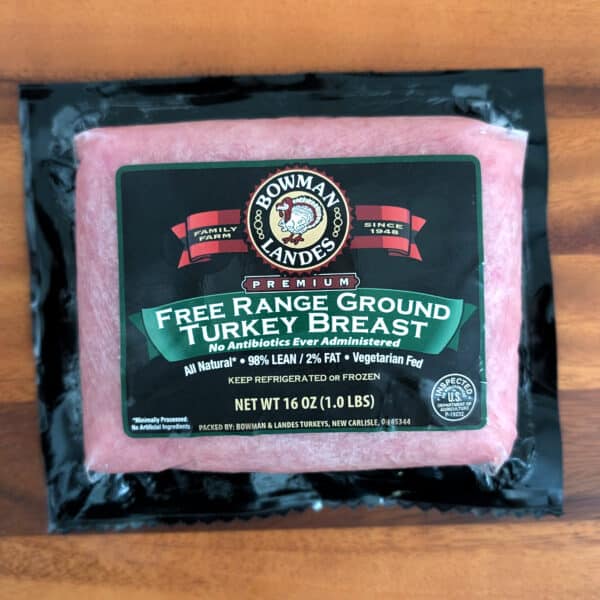 BOWMAN
LANDES
FAMILY FARM
SINCE 1948
PREMIUM
FREE RANGE GROUND
TURKEY BREAST
No Antibiotics Ever Administered
All Natural* • 98% LEAN / 2% FAT • Vegetarian Fed
KEEP REFRIGERATED OR FROZEN
NET WT 16 OZ (1.0 LBS)
*Minimally Processed.
No Artificial Ingredients
PACKED BY: BOWMAN & LANDES TURKEYS, NEW CARLISLE, 45344
INSPECTED
U.S.
DEPARTMENT OF
AGRICULTURE